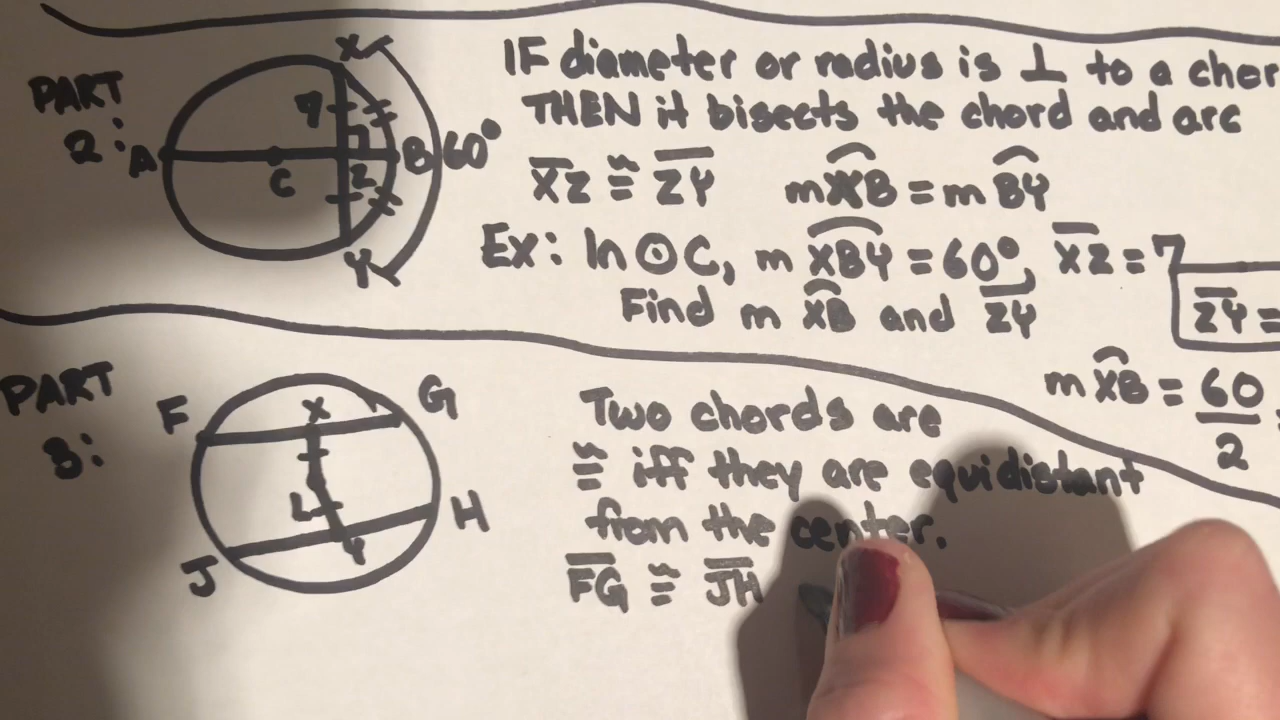 PART
2:
X
7
A
C
Z
B
60°
Y
IF diameter or radius is ⊥ to a chor
THEN it bisects the chord and arc
XZ ≅ ZY mXB = m BY
Ex: In ⊙C, m XBY = 60°, XZ = 7
Find m XB and ZY
ZY =
m XB = 60
2
PART
3:
F
X
G
L
H
J
Y
Two chords are
≅ iff they are equidistant
from the center.
FG ≅ JH